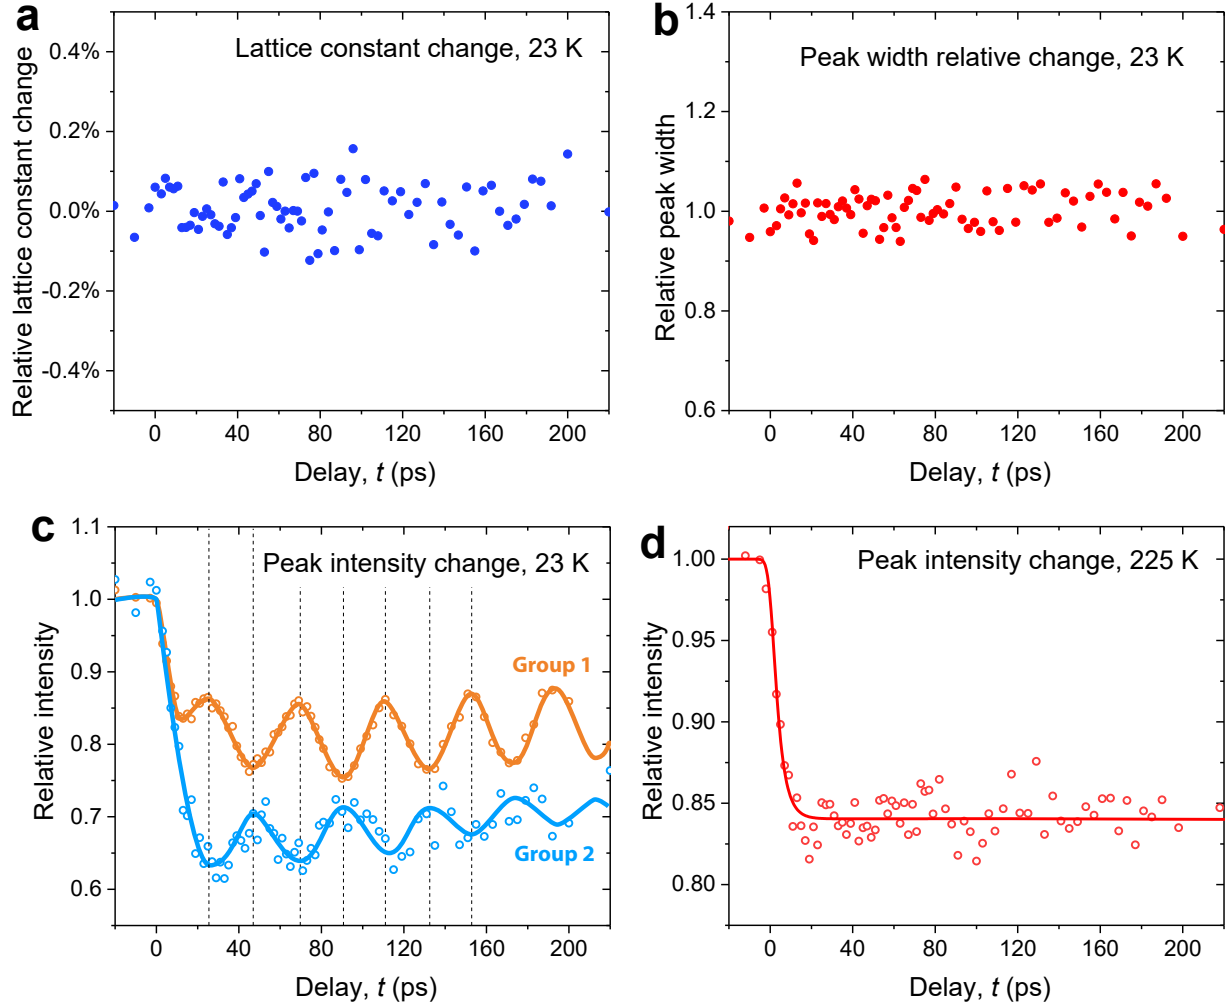 a
Lattice constant change, 23 K
Relative lattice constant change
0.4%
0.2%
0.0%
-0.2%
-0.4%
0 40 80 120 160 200
Delay, t (ps)
b
Peak width relative change, 23 K
Relative peak width
1.4
1.2
1.0
0.8
0.6
0 40 80 120 160 200
Delay, t (ps)
c
Peak intensity change, 23 K
Relative intensity
1.1
1.0
0.9
0.8
0.7
0.6
Group 1
Group 2
0 40 80 120 160 200
Delay, t (ps)
d
Peak intensity change, 225 K
Relative intensity
1.00
0.95
0.90
0.85
0.80
0 40 80 120 160 200
Delay, t (ps)